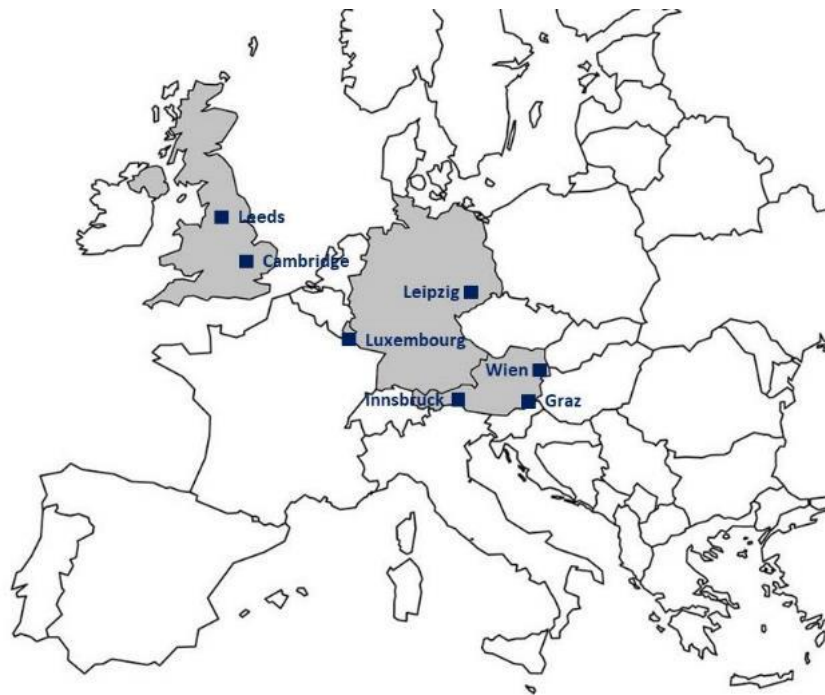 Leeds
Cambridge
Leipzig
Luxembourg
Wien
Innsbruck
Graz